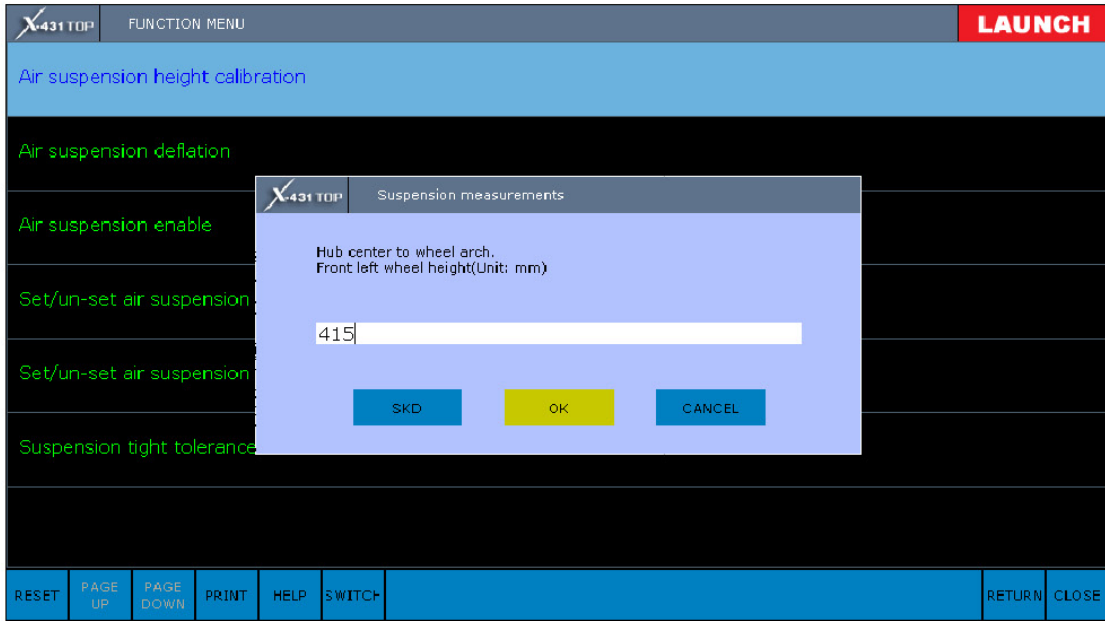 X-431 TOP FUNCTION MENU LAUNCH
Air suspension height calibration
Air suspension deflation
X-431 TOP Suspension measurements
Air suspension enable
Hub center to wheel arch.
Front left wheel height(Unit: mm)
Set/un-set air suspension
415
Set/un-set air suspension
SKD OK CANCEL
Suspension tight tolerance
RESET PAGE UP PAGE DOWN PRINT HELP SWITCH RETURN CLOSE